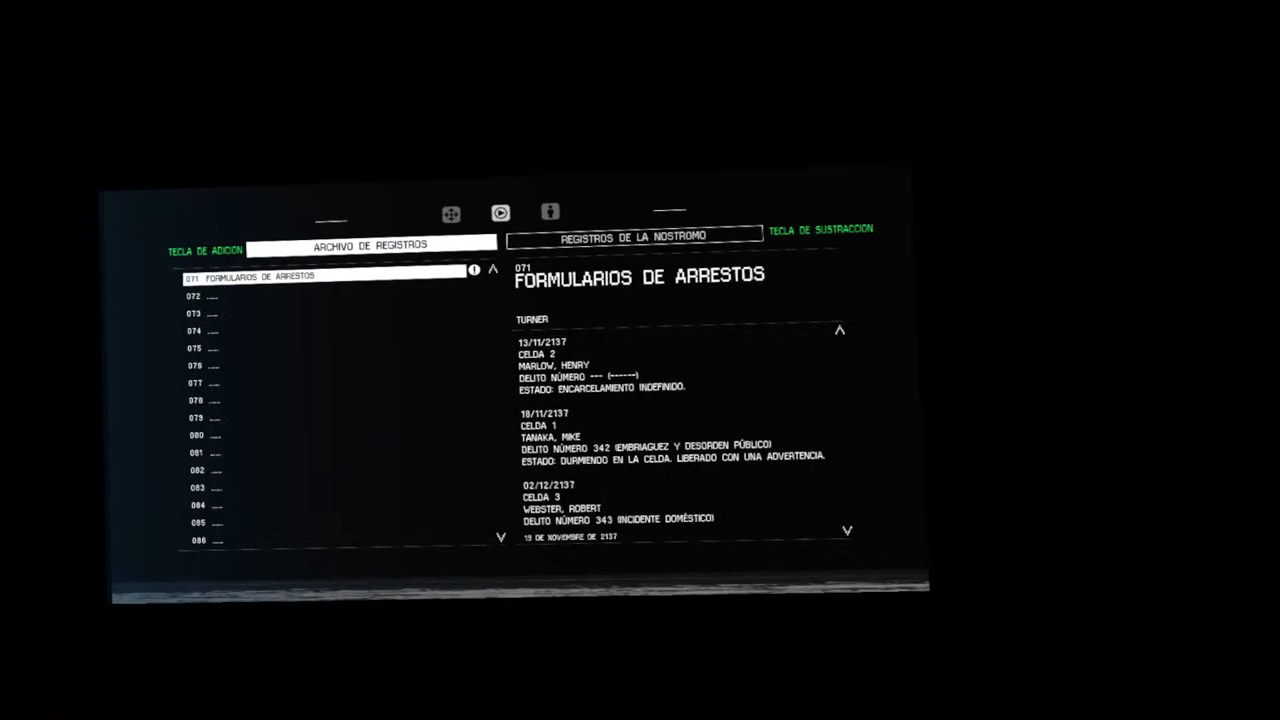 TECLA DE ADICION
ARCHIVO DE REGISTROS
REGISTROS DE LA NOSTROMO
TECLA DE SUSTRACCION
071 FORMULARIOS DE ARRESTOS
072 ----
073 ----
074 ----
075 ----
076 ----
077 ----
078 ----
079 ----
080 ----
081 ----
082 ----
083 ----
084 ----
085 ----
086 ----
071
FORMULARIOS DE ARRESTOS
TURNER
13/11/2137
CELDA 2
MARLOW, HENRY
DELITO NÚMERO --- (------)
ESTADO: ENCARCELAMIENTO INDEFINIDO.
18/11/2137
CELDA 1
TANAKA, MIKE
DELITO NÚMERO 342 (EMBRIAGUEZ Y DESORDEN PÚBLICO)
ESTADO: DURMIENDO EN LA CELDA. LIBERADO CON UNA ADVERTENCIA.
02/12/2137
CELDA 3
WEBSTER, ROBERT
DELITO NÚMERO 343 (INCIDENTE DOMÉSTICO)
19 DE NOVIEMBRE DE 2137